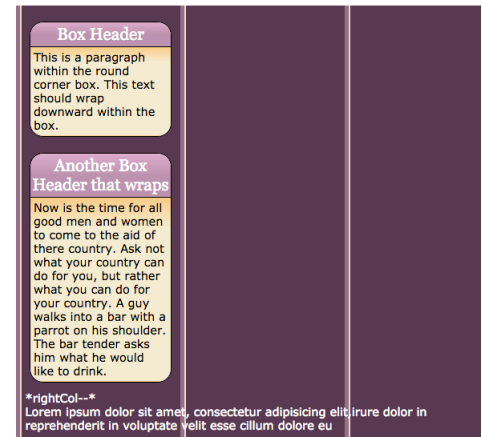 Box Header
This is a paragraph
within the round
corner box. This text
should wrap
downward within the
box.
Another Box
Header that wraps
Now is the time for all
good men and women
to come to the aid of
there country. Ask not
what your country can
do for you, but rather
what you can do for
your country. A guy
walks into a bar with a
parrot on his shoulder.
The bar tender asks
him what he would
like to drink.
*rightCol--*
Lorem ipsum dolor sit amet, consectetur adipisicing elit,irure dolor in
reprehenderit in voluptate velit esse cillum dolore eu